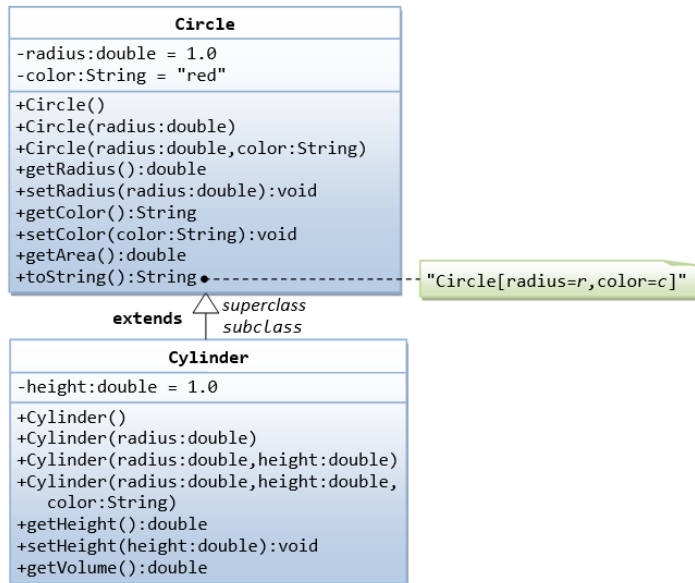 Circle
-radius:double = 1.0
-color:String = "red"
+Circle()
+Circle(radius:double)
+Circle(radius:double,color:String)
+getRadius():double
+setRadius(radius:double):void
+getColor():String
+setColor(color:String):void
+getArea():double
+toString():String
"Circle[radius=r,color=c]"
superclass
extends
subclass
Cylinder
-height:double = 1.0
+Cylinder()
+Cylinder(radius:double)
+Cylinder(radius:double,height:double)
+Cylinder(radius:double,height:double,
color:String)
+getHeight():double
+setHeight(height:double):void
+getVolume():double